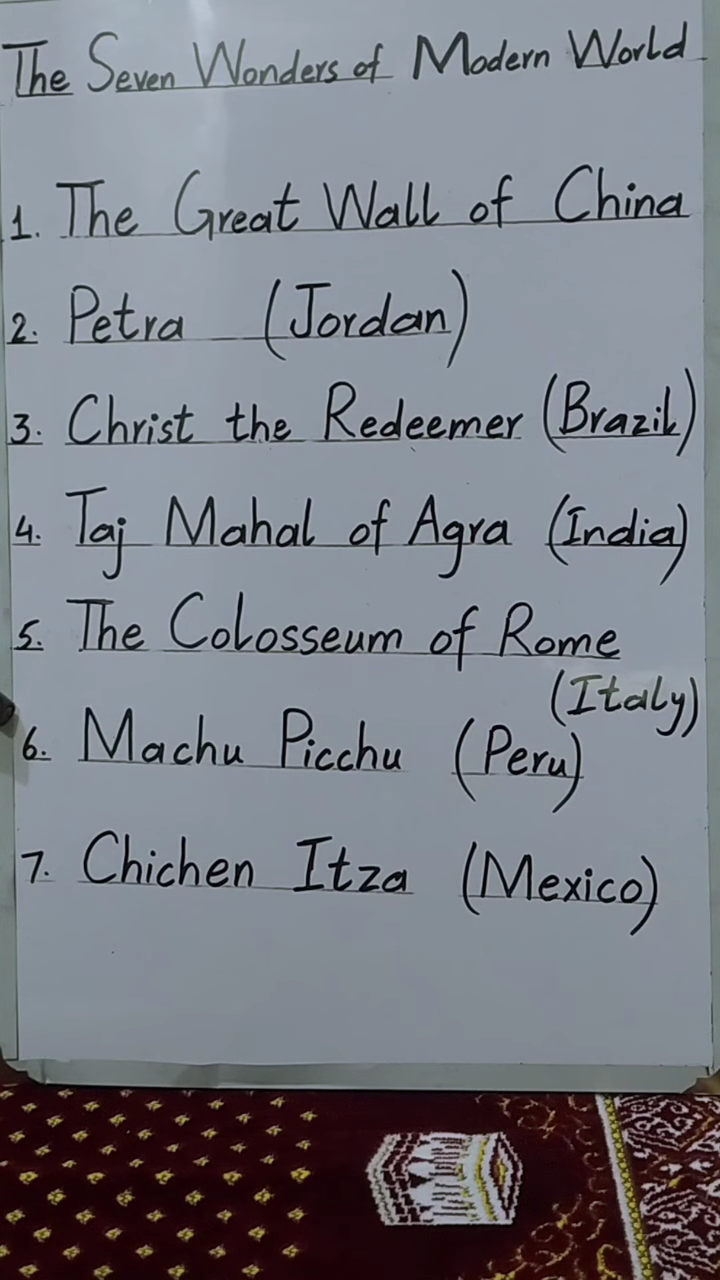 The Seven Wonders of Modern World
1. The Great Wall of China
2. Petra (Jordan)
3. Christ the Redeemer (Brazil)
4. Taj Mahal of Agra (India)
5. The Colosseum of Rome
(Italy)
6. Machu Picchu (Peru)
7. Chichen Itza (Mexico)